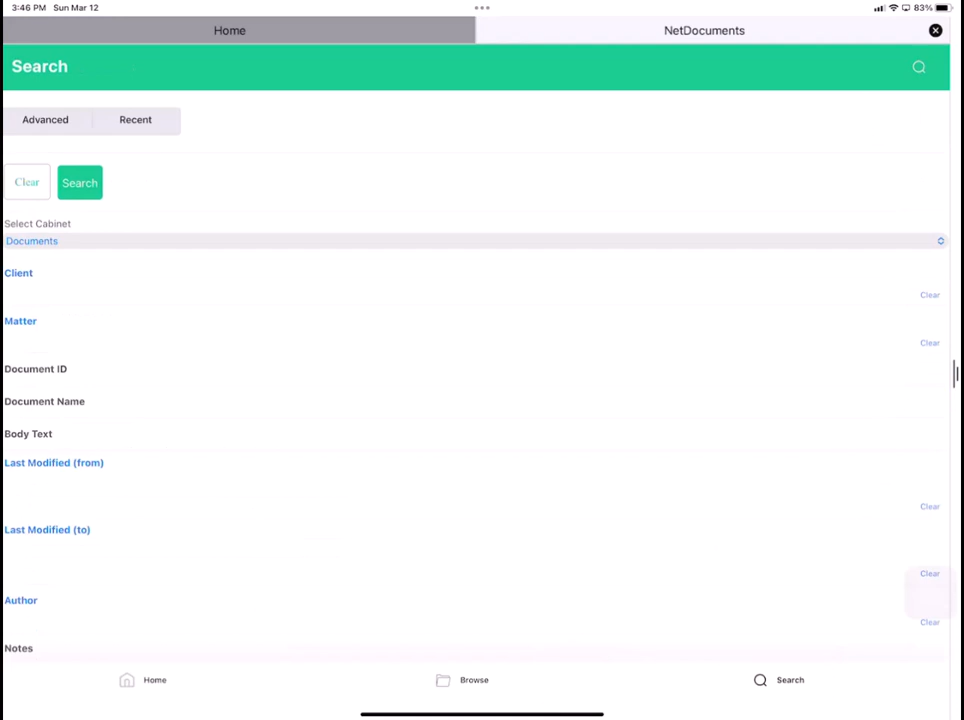 3:46 PM Sun Mar 12
83%
Home
NetDocuments
Search
Advanced
Recent
Clear
Search
Select Cabinet
Documents
Client
Clear
Matter
Clear
Document ID
Document Name
Body Text
Last Modified (from)
Clear
Last Modified (to)
Clear
Author
Clear
Notes
Home
Browse
Search